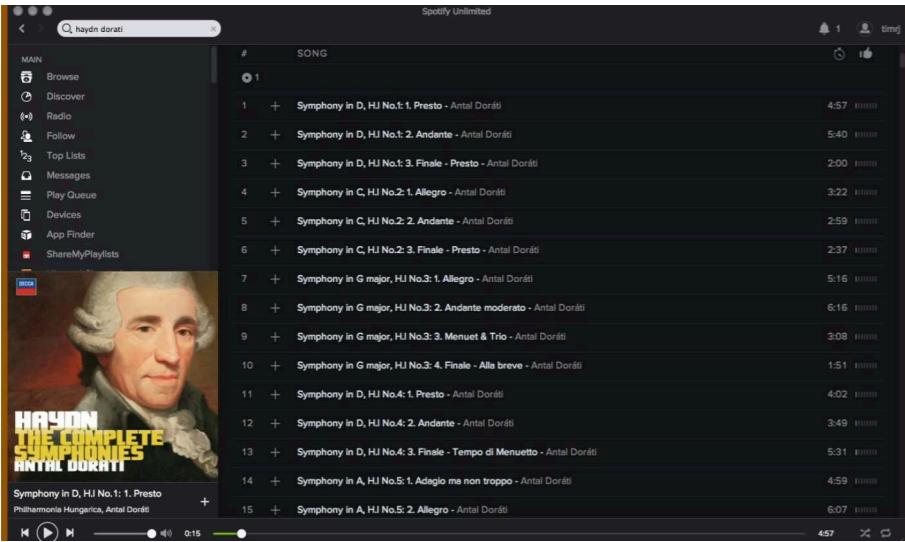 Spotify Unlimited
haydn dorati
1 timrj
MAIN
Browse
Discover
Radio
Follow
Top Lists
Messages
Play Queue
Devices
App Finder
ShareMyPlaylists
# SONG
1
1 + Symphony in D, H.I No.1: 1. Presto - Antal Doráti 4:57
2 + Symphony in D, H.I No.1: 2. Andante - Antal Doráti 5:40
3 + Symphony in D, H.I No.1: 3. Finale - Presto - Antal Doráti 2:00
4 + Symphony in C, H.I No.2: 1. Allegro - Antal Doráti 3:22
5 + Symphony in C, H.I No.2: 2. Andante - Antal Doráti 2:59
6 + Symphony in C, H.I No.2: 3. Finale - Presto - Antal Doráti 2:37
7 + Symphony in G major, H.I No.3: 1. Allegro - Antal Doráti 5:16
8 + Symphony in G major, H.I No.3: 2. Andante moderato - Antal Doráti 6:16
9 + Symphony in G major, H.I No.3: 3. Menuet & Trio - Antal Doráti 3:08
10 + Symphony in G major, H.I No.3: 4. Finale - Alla breve - Antal Doráti 1:51
11 + Symphony in D, H.I No.4: 1. Presto - Antal Doráti 4:02
12 + Symphony in D, H.I No.4: 2. Andante - Antal Doráti 3:49
13 + Symphony in D, H.I No.4: 3. Finale - Tempo di Menuetto - Antal Doráti 5:31
14 + Symphony in A, H.I No.5: 1. Adagio ma non troppo - Antal Doráti 4:59
15 + Symphony in A, H.I No.5: 2. Allegro - Antal Doráti 6:07
DECCA
HAYDN
THE COMPLETE
SYMPHONIES
ANTAL DORATI
Symphony in D, H.I No.1: 1. Presto
Philharmonia Hungarica, Antal Doráti
0:15 4:57